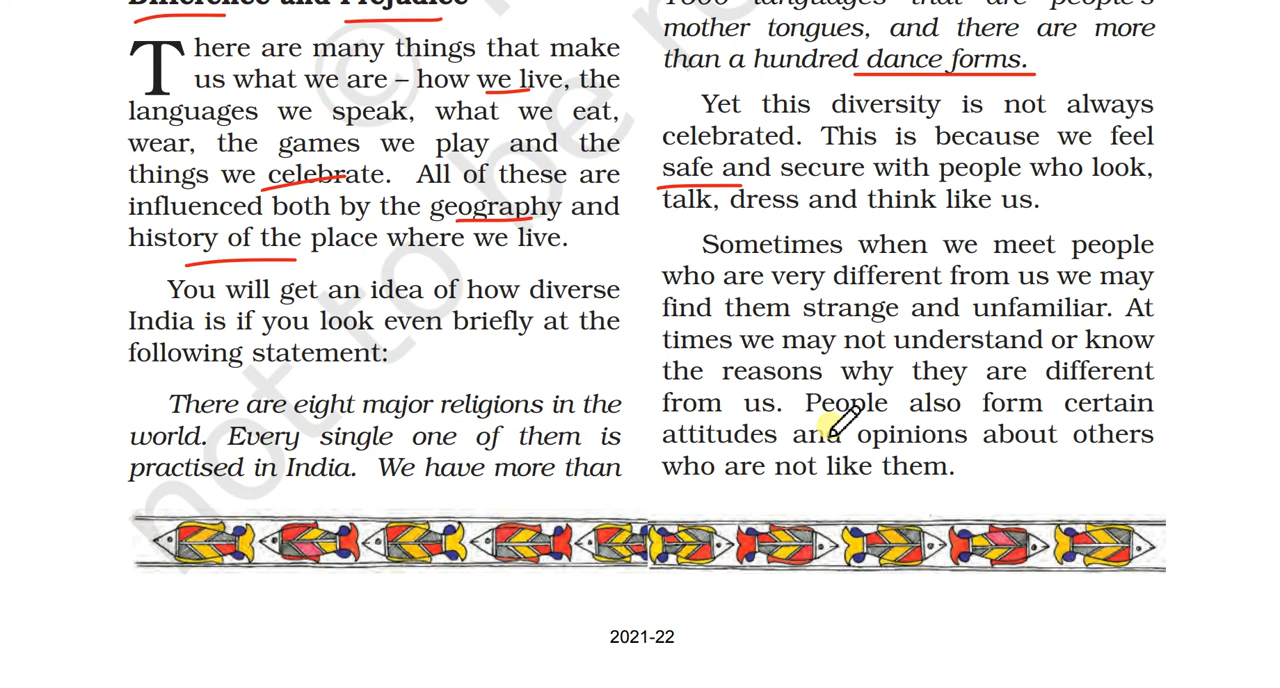 Difference and Prejudice
There are many things that make
us what we are – how we live, the
languages we speak, what we eat,
wear, the games we play and the
things we celebrate. All of these are
influenced both by the geography and
history of the place where we live.
You will get an idea of how diverse
India is if you look even briefly at the
following statement:
There are eight major religions in the
world. Every single one of them is
practised in India. We have more than
1600 languages that are people's
mother tongues, and there are more
than a hundred dance forms.
Yet this diversity is not always
celebrated. This is because we feel
safe and secure with people who look,
talk, dress and think like us.
Sometimes when we meet people
who are very different from us we may
find them strange and unfamiliar. At
times we may not understand or know
the reasons why they are different
from us. People also form certain
attitudes and opinions about others
who are not like them.
© 
not to be re
2021-22